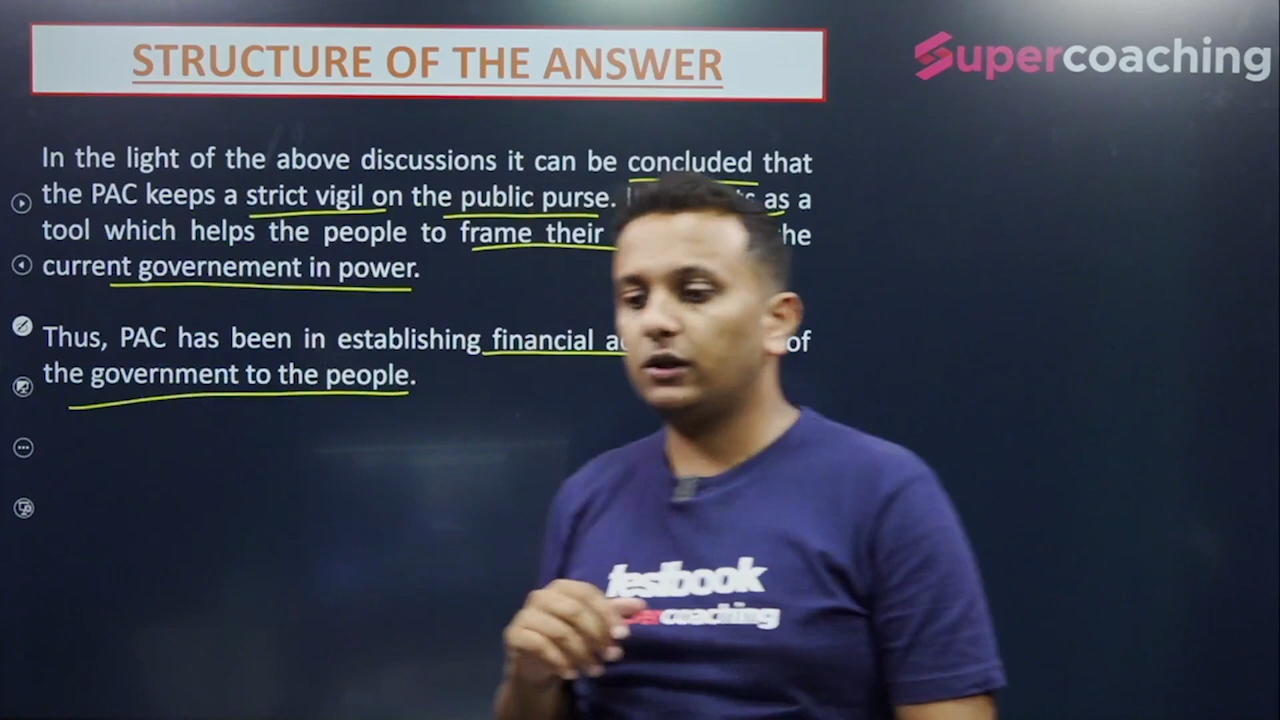 STRUCTURE OF THE ANSWER
Supercoaching
In the light of the above discussions it can be concluded that
the PAC keeps a strict vigil on the public purse. as a
tool which helps the people to frame their
current governement in power.
Thus, PAC has been in establishing financial of
the government to the people.
testbook
coaching